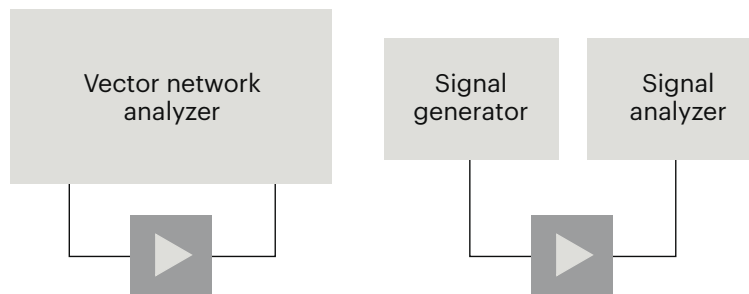 Vector network
analyzer
Signal
generator
Signal
analyzer